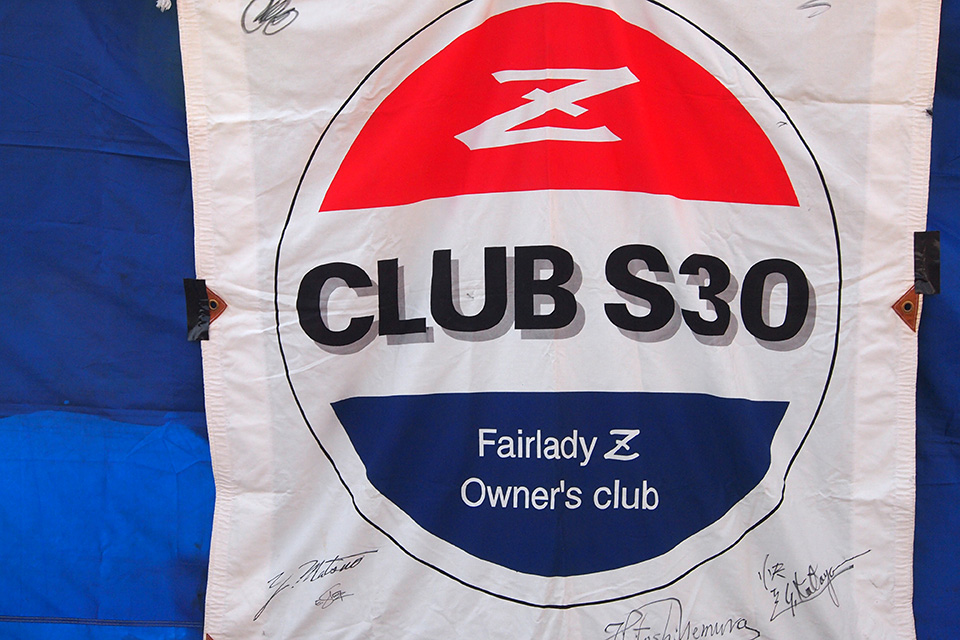 Z
CLUB S30
Fairlady Z
Owner's club